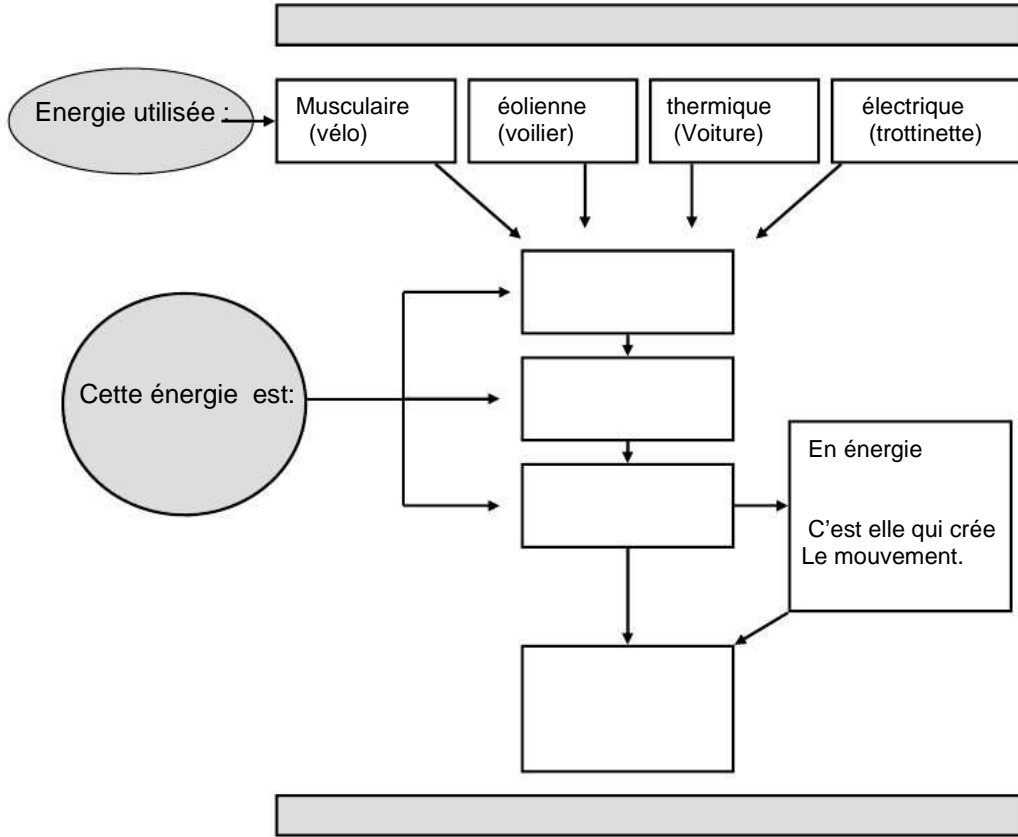 Energie utilisée :
Musculaire
(vélo)
éolienne
(voilier)
thermique
(Voiture)
électrique
(trottinette)
Cette énergie est:
En énergie
C’est elle qui crée
Le mouvement.